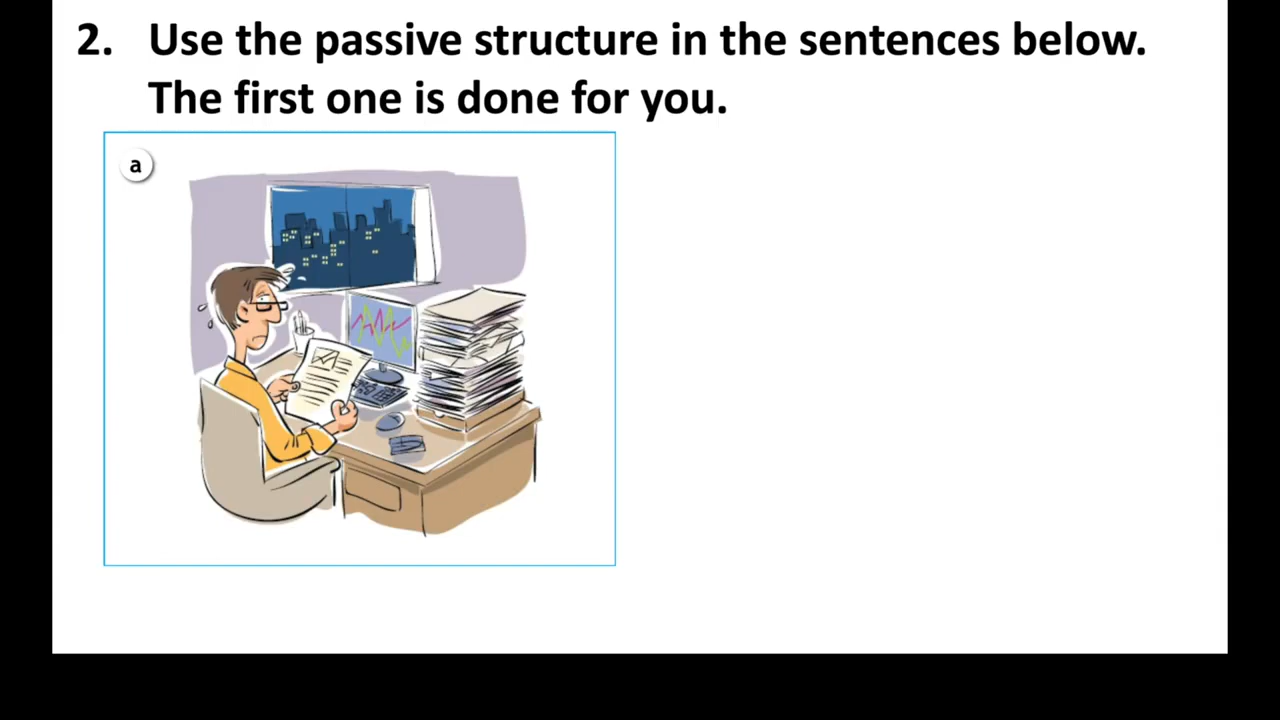 2. Use the passive structure in the sentences below.
The first one is done for you.
a